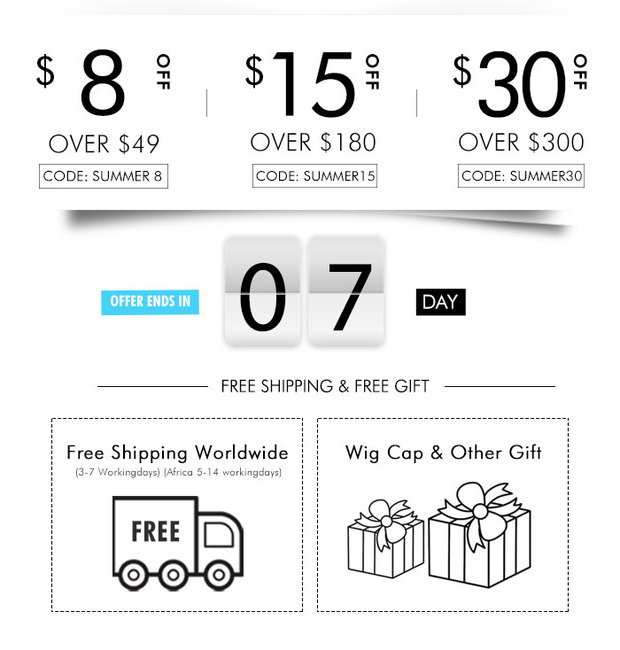 $8 OFF
OVER $49
CODE: SUMMER 8
$15 OFF
OVER $180
CODE: SUMMER15
$30 OFF
OVER $300
CODE: SUMMER30
OFFER ENDS IN 07 DAY
FREE SHIPPING & FREE GIFT
Free Shipping Worldwide
(3-7 Workingdays) (Africa 5-14 workingdays)
FREE
Wig Cap & Other Gift